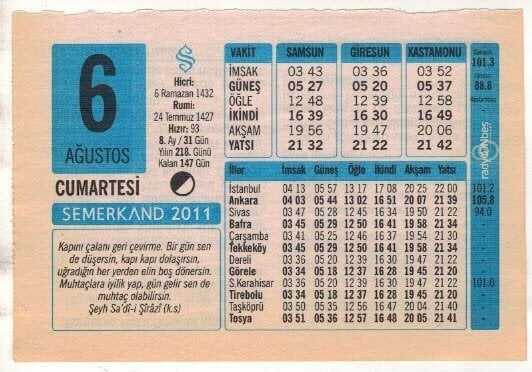 6
AĞUSTOS
CUMARTESİ
Hicri:
6 Ramazan 1432
Rumi:
24 Temmuz 1427
Hızır: 93
8. Ay / 31 Gün
Yılın 218. Günü
Kalan 147 Gün
SEMERKAND 2011
Kapını çalanı geri çevirme. Bir gün sen
de düşersin, kapı kapı dolaşırsın,
uğradığın her yerden elin boş dönersin.
Muhtaçlara iyilik yap, gün gelir sen de
muhtaç olabilirsin.
Şeyh Sa'dî-i Şîrâzî (k.s)
VAKİT SAMSUN GİRESUN KASTAMONU
İMSAK 03 43 03 36 03 52
GÜNEŞ 05 27 05 20 05 37
ÖĞLE 12 48 12 39 12 58
İKİNDİ 16 39 16 30 16 49
AKŞAM 19 56 19 47 20 06
YATSI 21 32 21 22 21 42
İller İmsak Güneş Öğle İkindi Akşam Yatsı
İstanbul 04 13 05 57 13 17 17 08 20 25 22 00
Ankara 04 03 05 44 13 02 16 51 20 07 21 39
Sivas 03 47 05 28 12 45 16 34 19 50 21 22
Bafra 03 45 05 29 12 50 16 41 19 58 21 34
Çarşamba 03 41 05 25 12 46 16 37 19 54 21 30
Tekkeköy 03 45 05 29 12 50 16 41 19 58 21 34
Dereli 03 36 05 20 12 39 16 30 19 47 21 22
Görele 03 34 05 18 12 37 16 28 19 45 21 20
Ş.Karahisar 03 36 05 20 12 39 16 30 19 47 21 22
Tirebolu 03 34 05 18 12 37 16 28 19 45 21 20
Taşköprü 03 50 05 35 12 56 16 47 20 04 21 40
Tosya 03 51 05 36 12 57 16 48 20 05 21 41
101.3
88.8
radyo
101.2
105.8
94.0
101.0